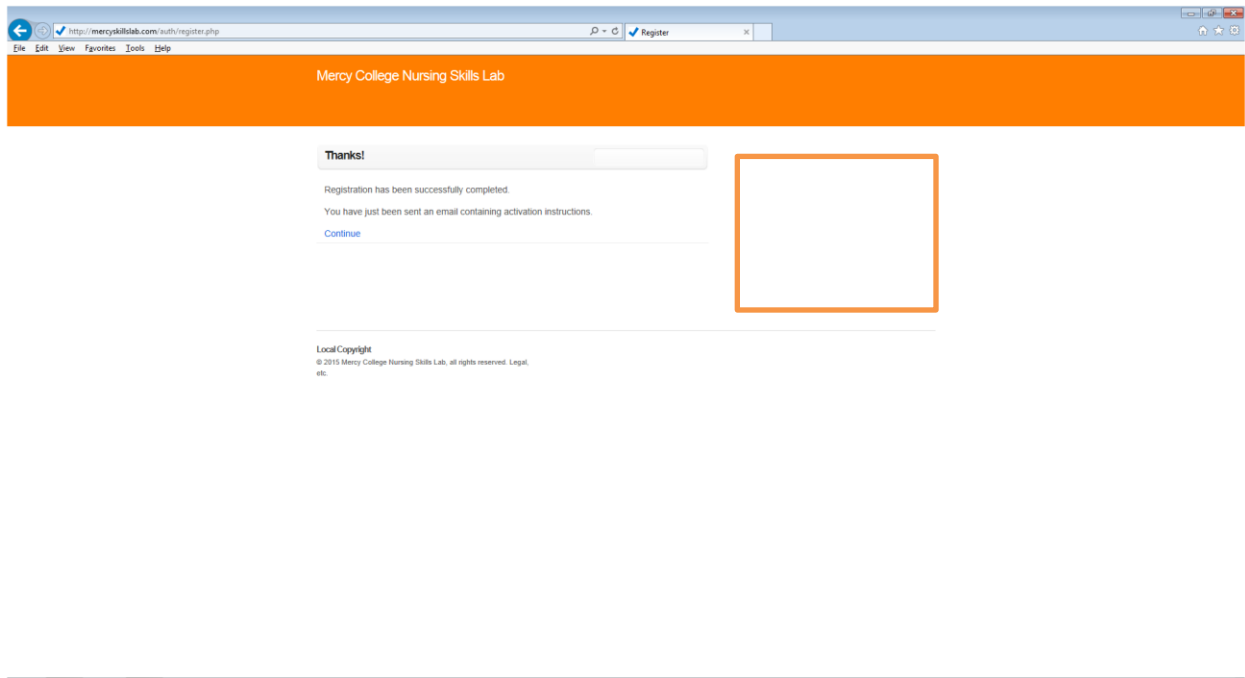 http://mercyskillslab.com/auth/register.php
Register
File Edit View Favorites Tools Help
Mercy College Nursing Skills Lab
Thanks!
Registration has been successfully completed.
You have just been sent an email containing activation instructions.
Continue
Local Copyright
© 2015 Mercy College Nursing Skills Lab, all rights reserved. Legal,
etc.